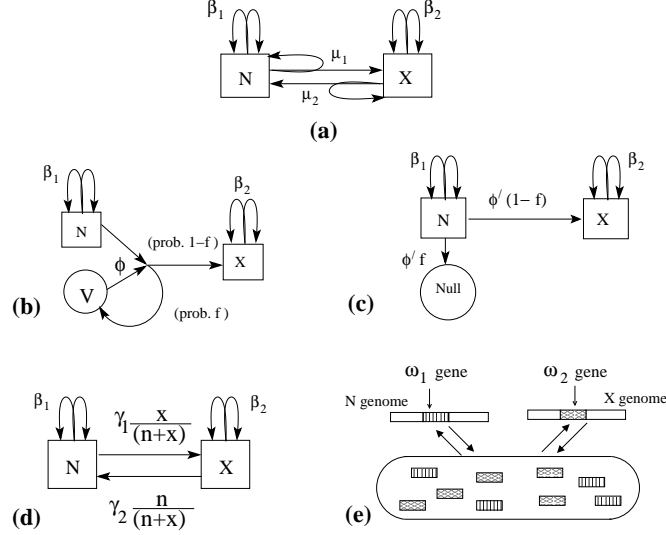 β₁
β₂
N
μ₁
X
μ₂
(a)
β₁
β₂
N
(prob. 1−f)
X
ϕ
V
(prob. f )
(b)
β₁
β₂
N
ϕ′ (1− f)
X
ϕ′ f
Null
(c)
β₁
β₂
γ₁ x/(n+x)
N
X
γ₂ n/(n+x)
(d)
ω₁ gene
ω₂ gene
N genome
X genome
(e)